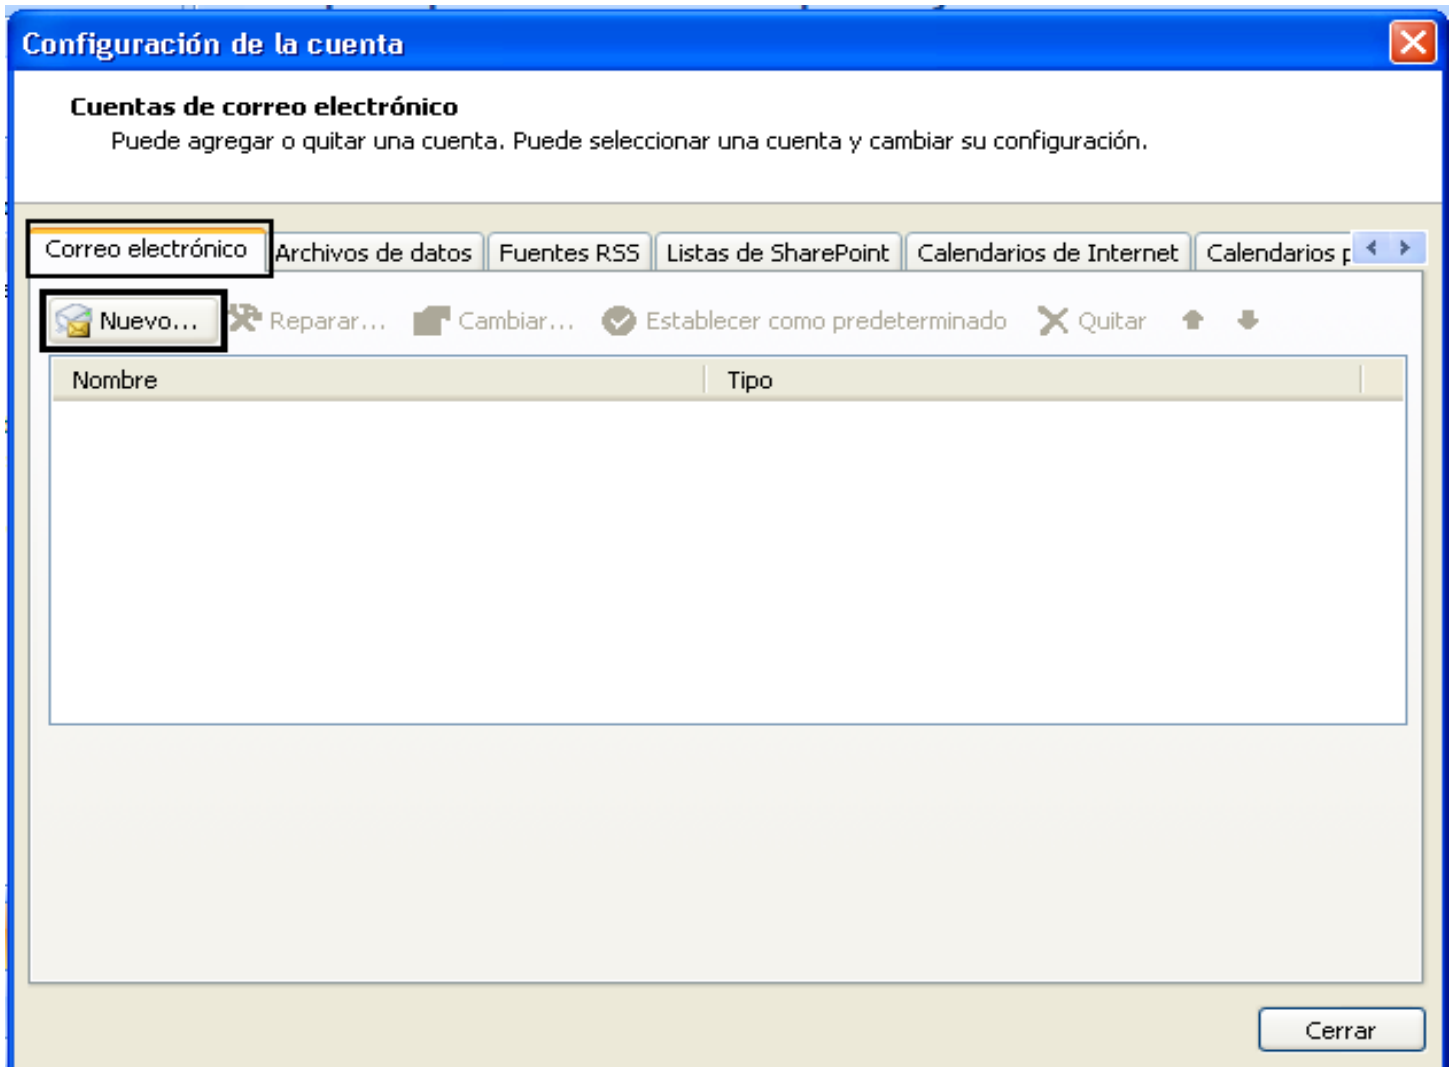 Configuración de la cuenta
Cuentas de correo electrónico
Puede agregar o quitar una cuenta. Puede seleccionar una cuenta y cambiar su configuración.
Correo electrónico Archivos de datos Fuentes RSS Listas de SharePoint Calendarios de Internet Calendarios p
Nuevo... Reparar... Cambiar... Establecer como predeterminado Quitar
Nombre Tipo
Cerrar